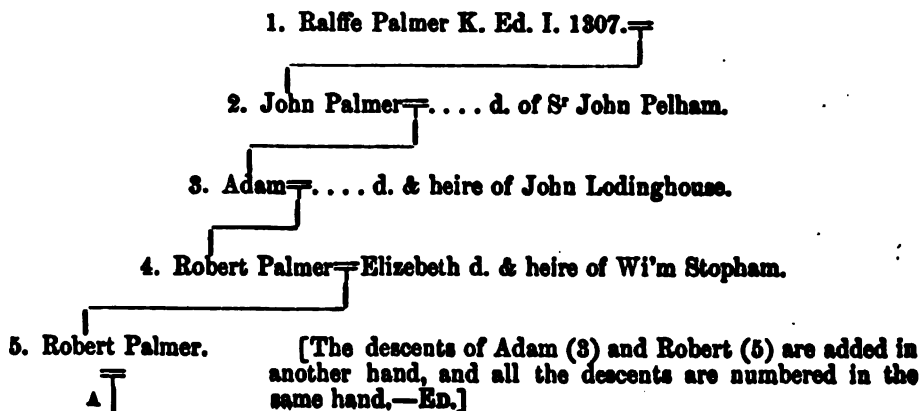 1. Ralffe Palmer K. Ed. I. 1307.=
2. John Palmer=.... d. of Sʳ John Pelham.
3. Adam=.... d. & heire of John Lodinghouse.
4. Robert Palmer=Elizebeth d. & heire of Wi'm Stopham.
5. Robert Palmer.
=
A
[The descents of Adam (3) and Robert (5) are added in
another hand, and all the descents are numbered in the
same hand.—ED.]